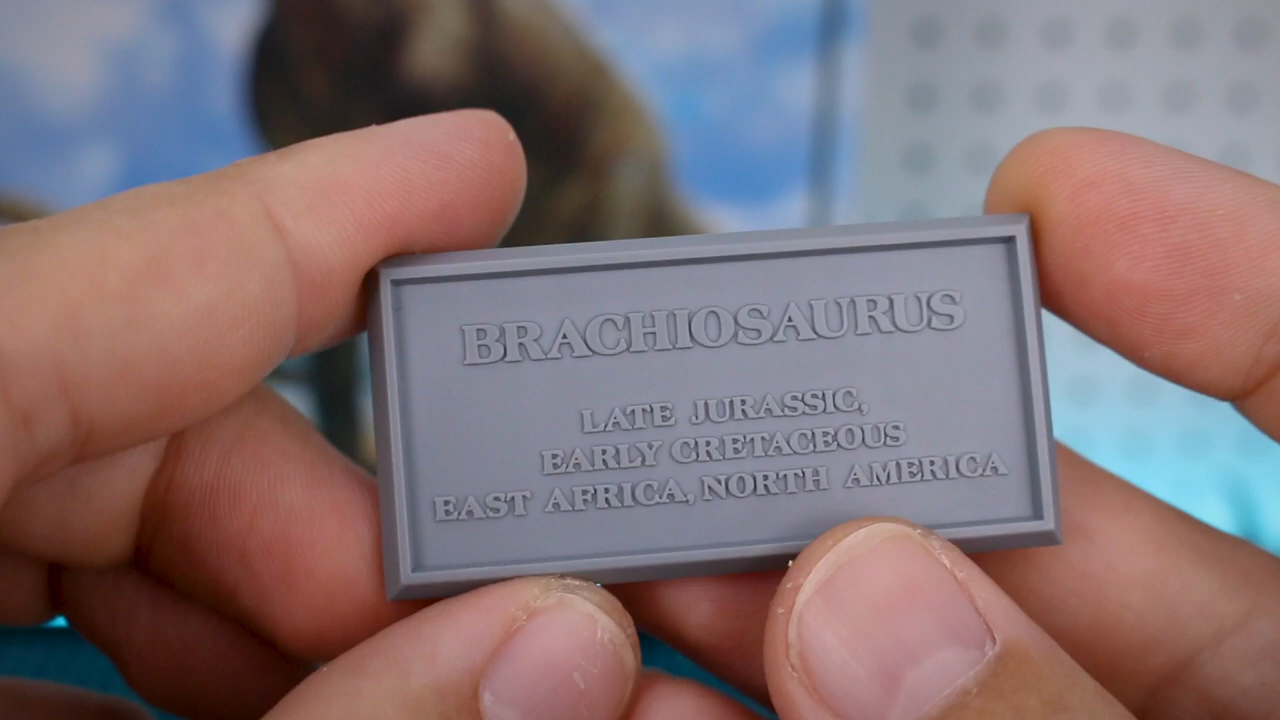 BRACHIOSAURUS
LATE JURASSIC,
EARLY CRETACEOUS
EAST AFRICA, NORTH AMERICA